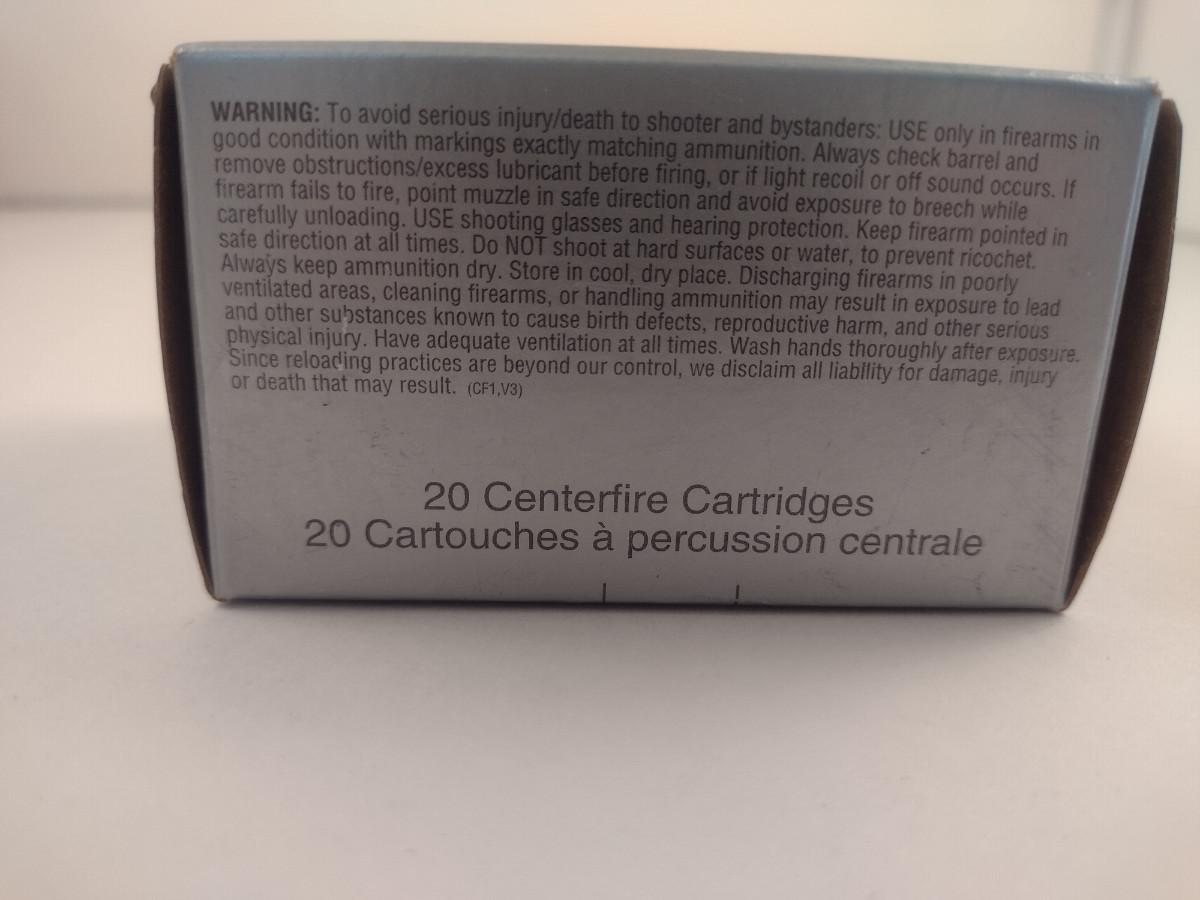 WARNING: To avoid serious injury/death to shooter and bystanders: USE only in firearms in
good condition with markings exactly matching ammunition. Always check barrel and
remove obstructions/excess lubricant before firing, or if light recoil or off sound occurs. If
firearm fails to fire, point muzzle in safe direction and avoid exposure to breech while
carefully unloading. USE shooting glasses and hearing protection. Keep firearm pointed in
safe direction at all times. Do NOT shoot at hard surfaces or water, to prevent ricochet.
Always keep ammunition dry. Store in cool, dry place. Discharging firearms in poorly
ventilated areas, cleaning firearms, or handling ammunition may result in exposure to lead
and other substances known to cause birth defects, reproductive harm, and other serious
physical injury. Have adequate ventilation at all times. Wash hands thoroughly after exposure.
Since reloading practices are beyond our control, we disclaim all liability for damage, injury
or death that may result. (CF1,V3)
20 Centerfire Cartridges
20 Cartouches à percussion centrale